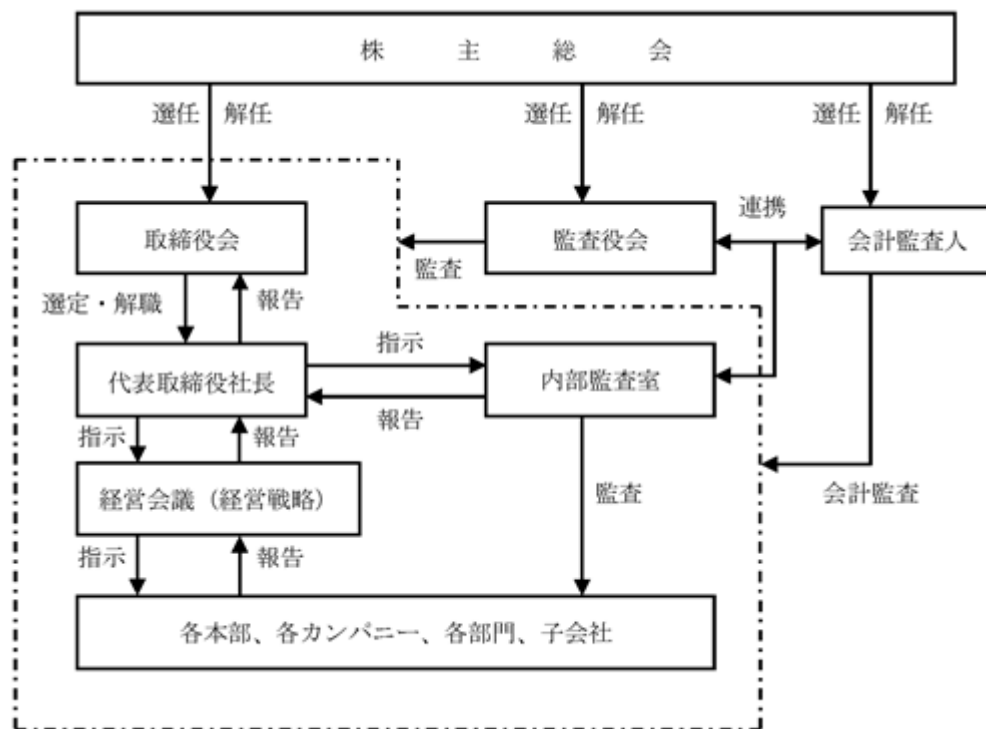 株主総会
選任 解任
選任 解任
選任 解任
取締役会
監査役会
連携
会計監査人
監査
選定・解職
報告
指示
代表取締役社長
内部監査室
報告
指示
報告
経営会議（経営戦略）
監査
会計監査
指示
報告
各本部、各カンパニー、各部門、子会社